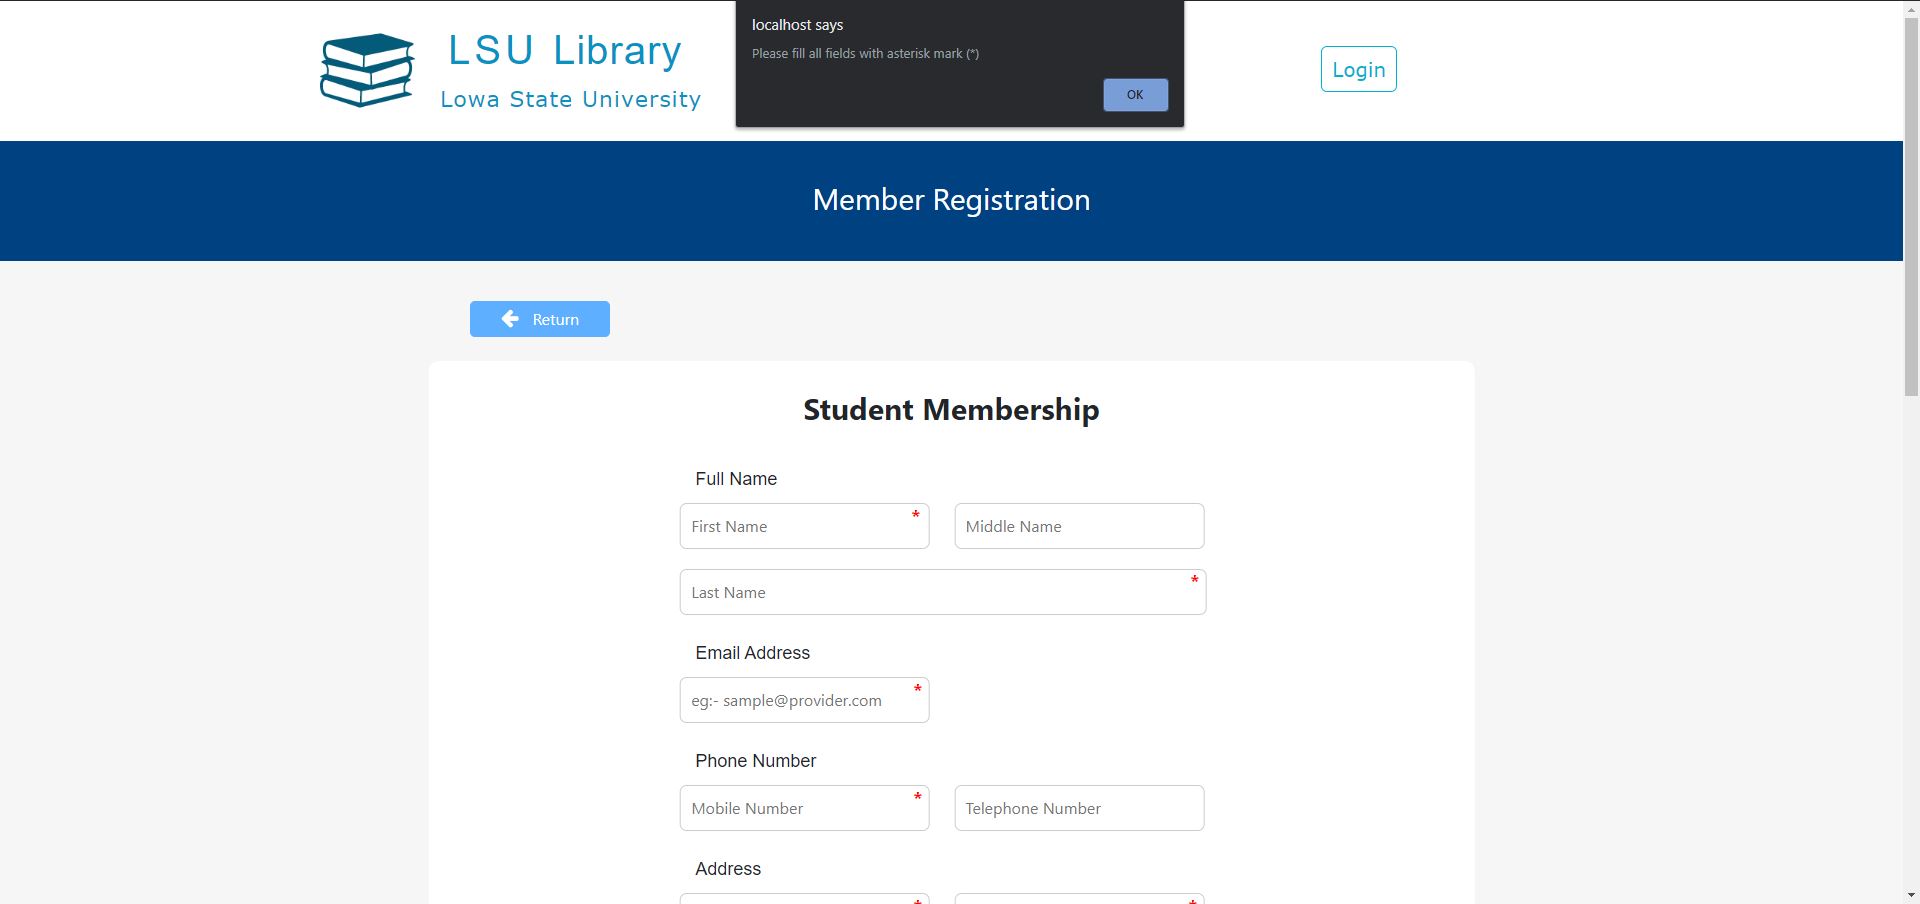 LSU Library
Lowa State University
localhost says
Please fill all fields with asterisk mark (*)
OK
Login
Member Registration
Return
Student Membership
Full Name
First Name *
Middle Name
Last Name *
Email Address
eg:- sample@provider.com *
Phone Number
Mobile Number *
Telephone Number
Address
* *